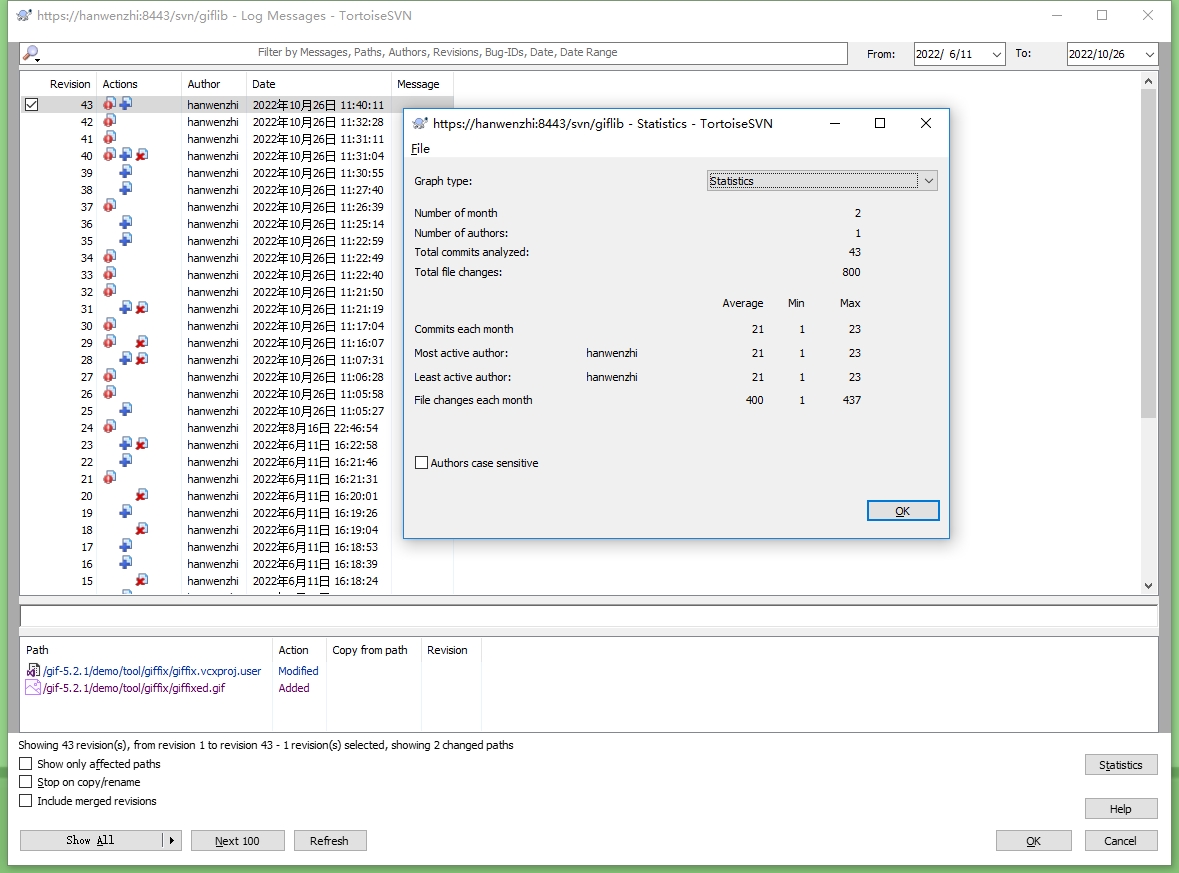 https://hanwenzhi:8443/svn/giflib - Log Messages - TortoiseSVN
Filter by Messages, Paths, Authors, Revisions, Bug-IDs, Date, Date Range
From: 2022/ 6/11 To: 2022/10/26
Revision Actions Author Date Message
43 hanwenzhi 2022年10月26日 11:40:11
42 hanwenzhi 2022年10月26日 11:32:28
41 hanwenzhi 2022年10月26日 11:31:11
40 hanwenzhi 2022年10月26日 11:31:04
39 hanwenzhi 2022年10月26日 11:30:55
38 hanwenzhi 2022年10月26日 11:27:40
37 hanwenzhi 2022年10月26日 11:26:39
36 hanwenzhi 2022年10月26日 11:25:14
35 hanwenzhi 2022年10月26日 11:22:59
34 hanwenzhi 2022年10月26日 11:22:49
33 hanwenzhi 2022年10月26日 11:22:40
32 hanwenzhi 2022年10月26日 11:21:50
31 hanwenzhi 2022年10月26日 11:21:19
30 hanwenzhi 2022年10月26日 11:17:04
29 hanwenzhi 2022年10月26日 11:16:07
28 hanwenzhi 2022年10月26日 11:07:31
27 hanwenzhi 2022年10月26日 11:06:28
26 hanwenzhi 2022年10月26日 11:05:58
25 hanwenzhi 2022年10月26日 11:05:27
24 hanwenzhi 2022年8月16日 22:46:54
23 hanwenzhi 2022年6月11日 16:22:58
22 hanwenzhi 2022年6月11日 16:21:46
21 hanwenzhi 2022年6月11日 16:21:31
20 hanwenzhi 2022年6月11日 16:20:01
19 hanwenzhi 2022年6月11日 16:19:26
18 hanwenzhi 2022年6月11日 16:19:04
17 hanwenzhi 2022年6月11日 16:18:53
16 hanwenzhi 2022年6月11日 16:18:39
15 hanwenzhi 2022年6月11日 16:18:24
https://hanwenzhi:8443/svn/giflib - Statistics - TortoiseSVN
File
Graph type: Statistics
Number of month 2
Number of authors: 1
Total commits analyzed: 43
Total file changes: 800
Average Min Max
Commits each month 21 1 23
Most active author: hanwenzhi 21 1 23
Least active author: hanwenzhi 21 1 23
File changes each month 400 1 437
Authors case sensitive
OK
Path Action Copy from path Revision
/gif-5.2.1/demo/tool/giffix/giffix.vcxproj.user Modified
/gif-5.2.1/demo/tool/giffix/giffixed.gif Added
Showing 43 revision(s), from revision 1 to revision 43 - 1 revision(s) selected, showing 2 changed paths
Show only affected paths
Statistics
Stop on copy/rename
Include merged revisions
Help
Show All Next 100 Refresh OK Cancel